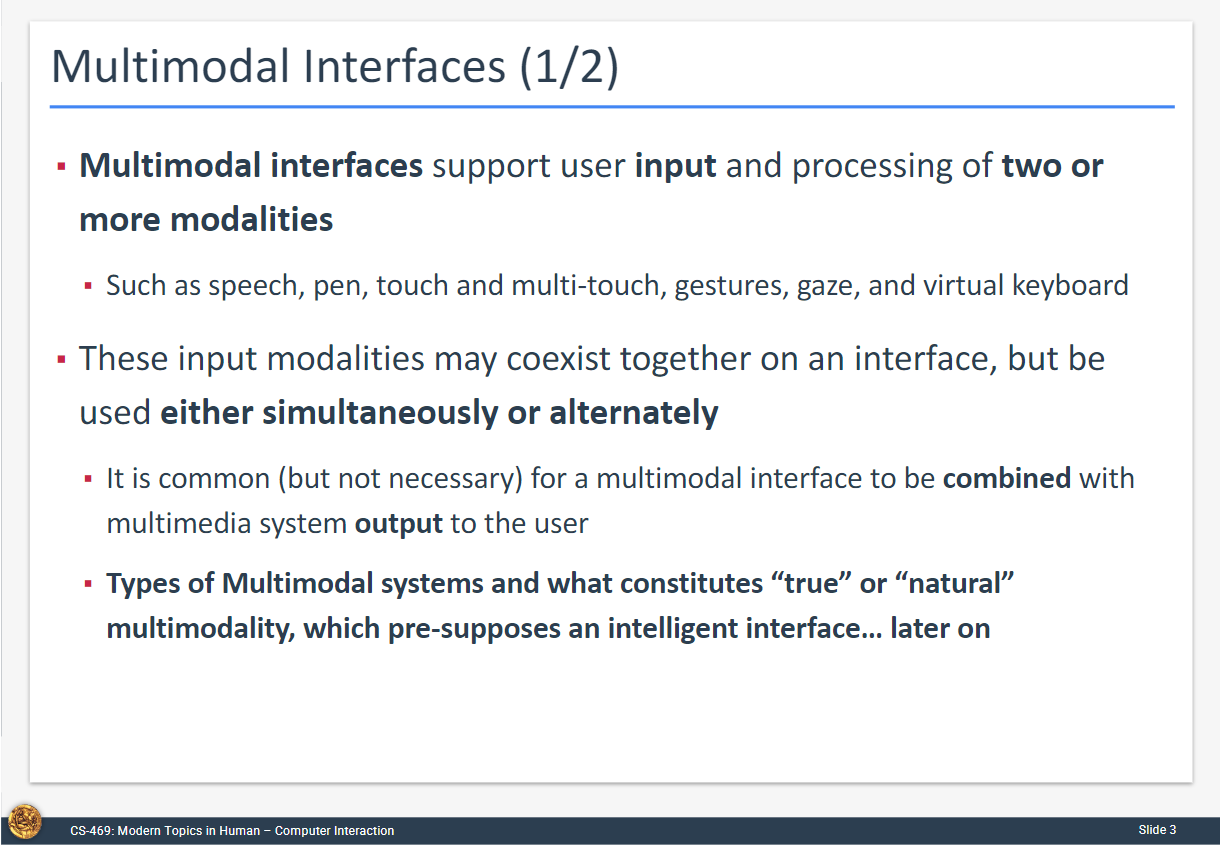 Multimodal Interfaces (1/2)
▪ Multimodal interfaces support user input and processing of two or
more modalities
▪ Such as speech, pen, touch and multi-touch, gestures, gaze, and virtual keyboard
▪ These input modalities may coexist together on an interface, but be
used either simultaneously or alternately
▪ It is common (but not necessary) for a multimodal interface to be combined with
multimedia system output to the user
▪ Types of Multimodal systems and what constitutes “true” or “natural”
multimodality, which pre-supposes an intelligent interface… later on
CS-469: Modern Topics in Human – Computer Interaction
Slide 3